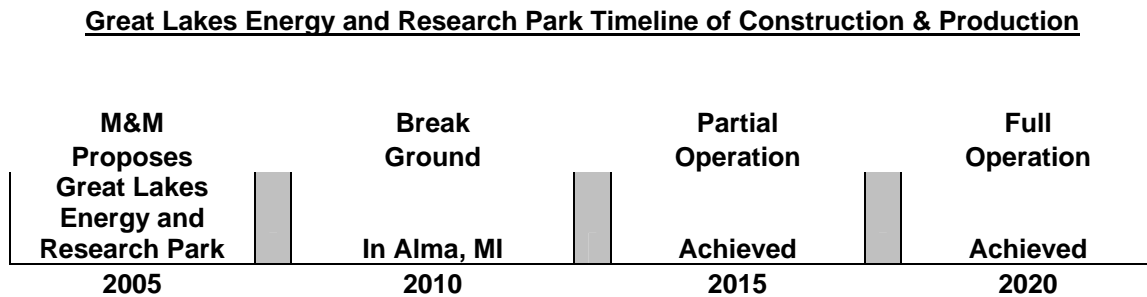 Great Lakes Energy and Research Park Timeline of Construction & Production
M&M
Proposes
Great Lakes
Energy and
Research Park
2005
Break
Ground
In Alma, MI
2010
Partial
Operation
Achieved
2015
Full
Operation
Achieved
2020